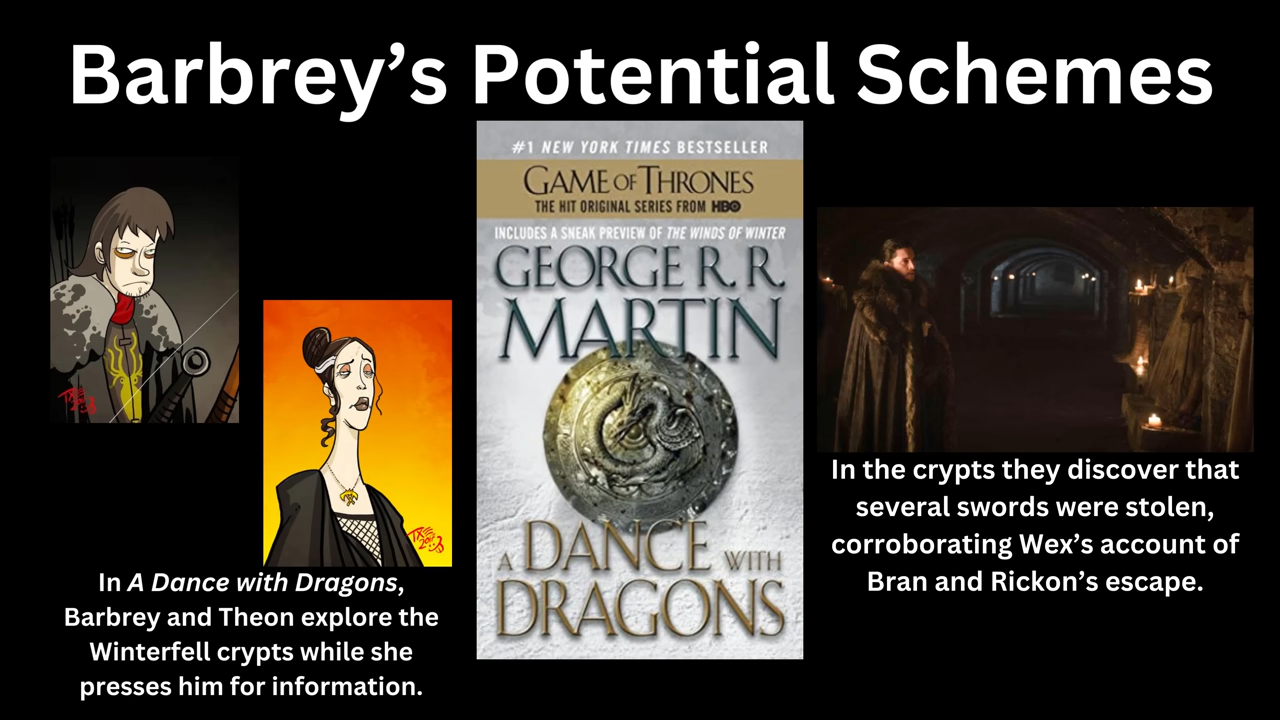 Barbrey’s Potential Schemes
#1 NEW YORK TIMES BESTSELLER
GAME OF THRONES
THE HIT ORIGINAL SERIES FROM HBO
INCLUDES A SNEAK PREVIEW OF THE WINDS OF WINTER
GEORGE R. R.
MARTIN
A DANCE WITH
DRAGONS
In A Dance with Dragons,
Barbrey and Theon explore the
Winterfell crypts while she
presses him for information.
In the crypts they discover that
several swords were stolen,
corroborating Wex’s account of
Bran and Rickon’s escape.